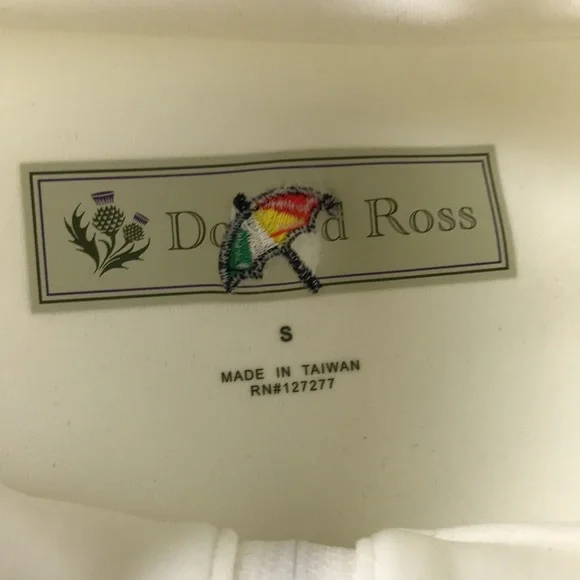 Do d Ross
S
MADE IN TAIWAN
RN#127277